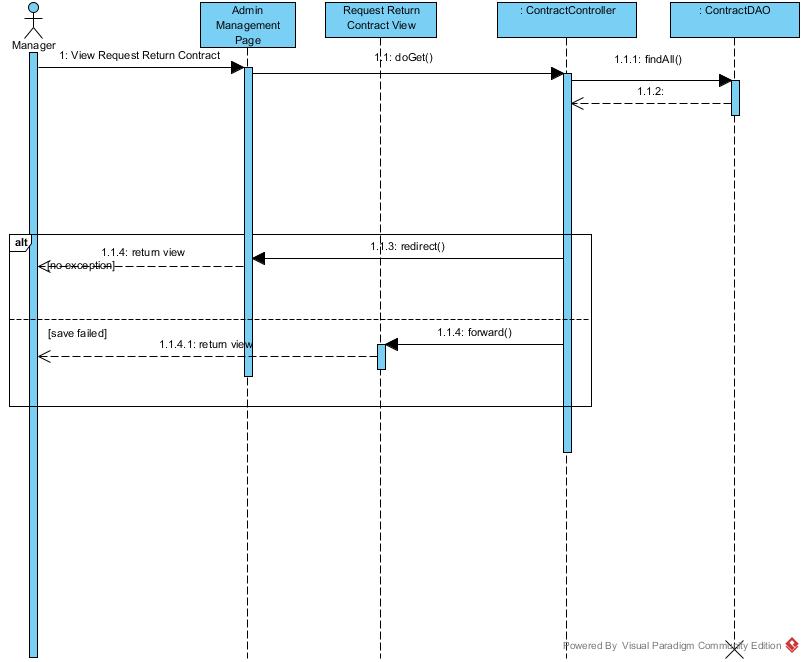 Manager
Admin
Management
Page
Request Return
Contract View
: ContractController
: ContractDAO
1: View Request Return Contract
1.1: doGet()
1.1.1: findAll()
1.1.2:
alt
1.1.3: redirect()
1.1.4: return view
[no exception]
[save failed]
1.1.4: forward()
1.1.4.1: return view
Powered By Visual Paradigm Community Edition